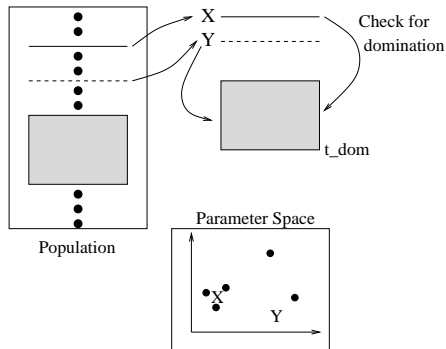 X
Y
Check for
domination
t_dom
Population
Parameter Space
X
Y